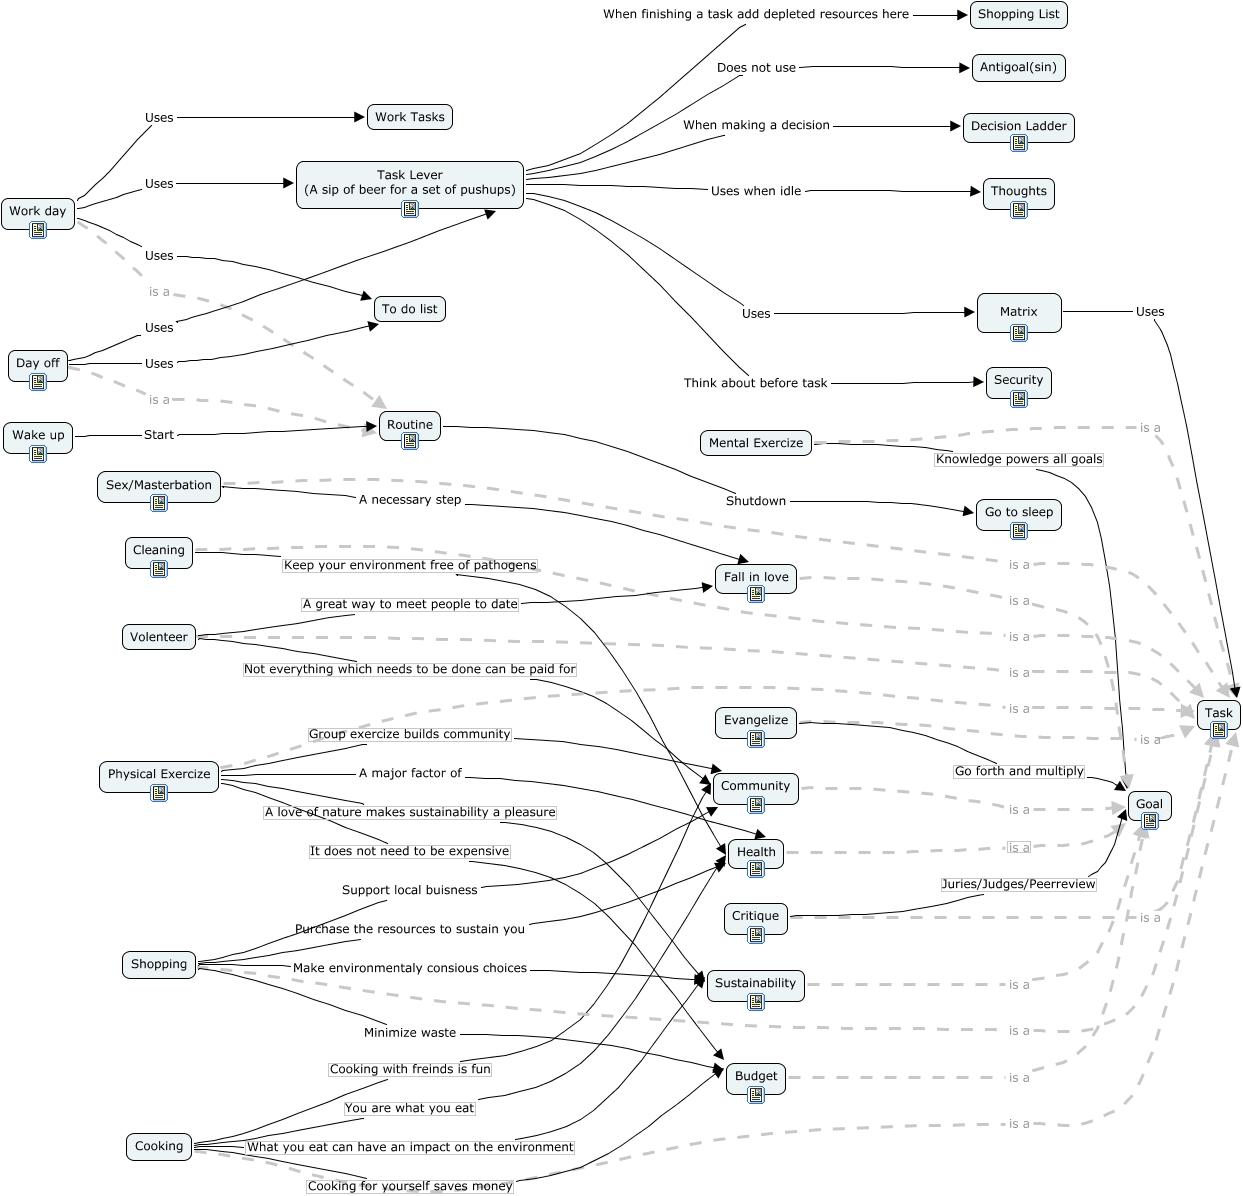 When finishing a task add depleted resources here
Shopping List
Does not use
Antigoal(sin)
Uses
Work Tasks
When making a decision
Decision Ladder
Task Lever
(A sip of beer for a set of pushups)
Uses
Uses when idle
Thoughts
Work day
Uses
is a
To do list
Uses
Matrix
Uses
Uses
Day off
Uses
Think about before task
Security
is a
Wake up
Start
Routine
Mental Exercize
is a
Knowledge powers all goals
Sex/Masterbation
A necessary step
Shutdown
Go to sleep
Cleaning
Keep your environment free of pathogens
is a
Fall in love
A great way to meet people to date
is a
Volenteer
is a
Not everything which needs to be done can be paid for
is a
is a
Evangelize
Task
Group exercize builds community
is a
Physical Exercize
A major factor of
Go forth and multiply
Community
A love of nature makes sustainability a pleasure
is a
Goal
It does not need to be expensive
Health
is a
Support local buisness
Juries/Judges/Peerreview
Critique
is a
Purchase the resources to sustain you
Shopping
Make environmentaly consious choices
Sustainability
is a
Minimize waste
is a
Cooking with freinds is fun
Budget
is a
You are what you eat
is a
Cooking
What you eat can have an impact on the environment
Cooking for yourself saves money